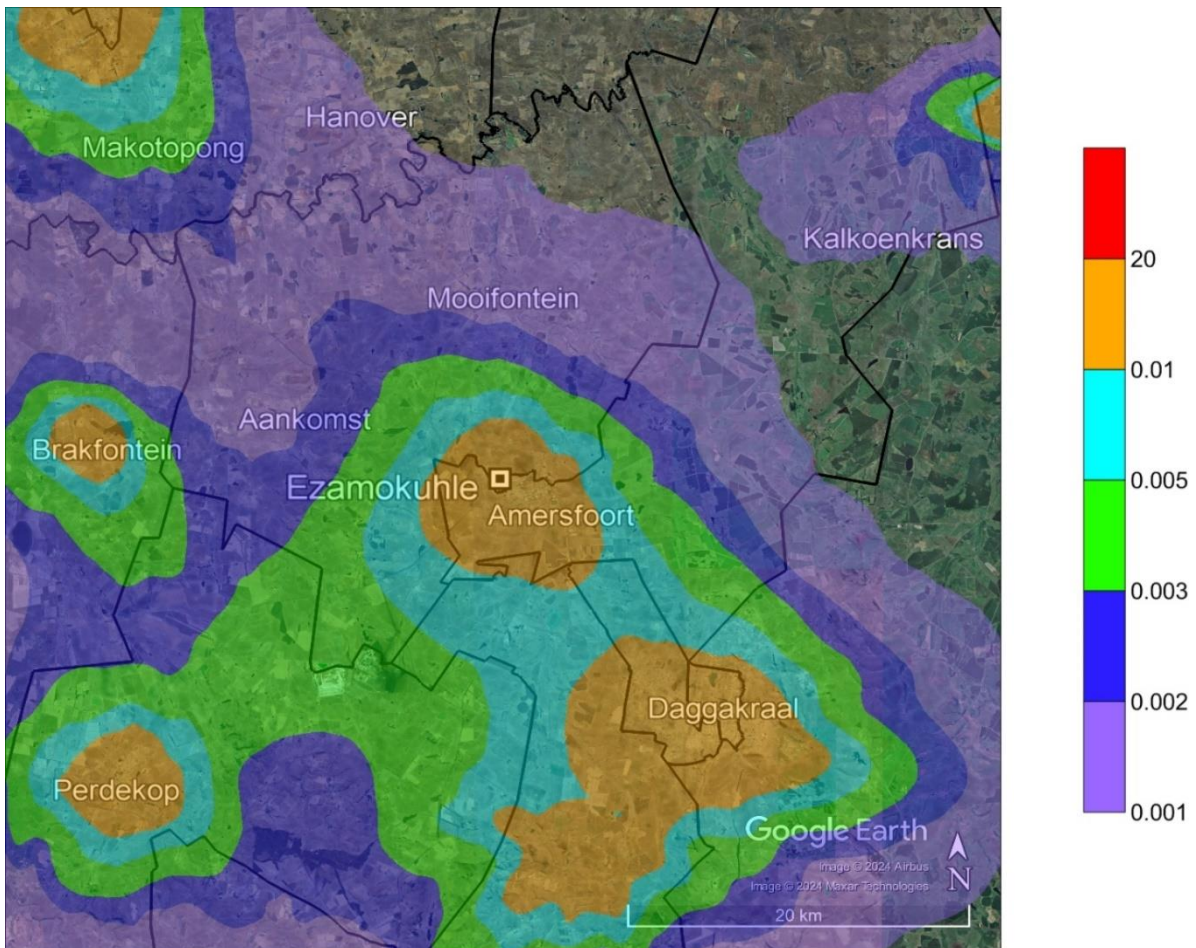 Hanover
Makotopong
Kalkoenkrans
Mooifontein
Aankomst
Brakfontein
Ezamokuhle
Amersfoort
Daggakraal
Perdekop
Google Earth
Image © 2024 Airbus
Image © 2024 Maxar Technologies
N
20 km
20
0.01
0.005
0.003
0.002
0.001